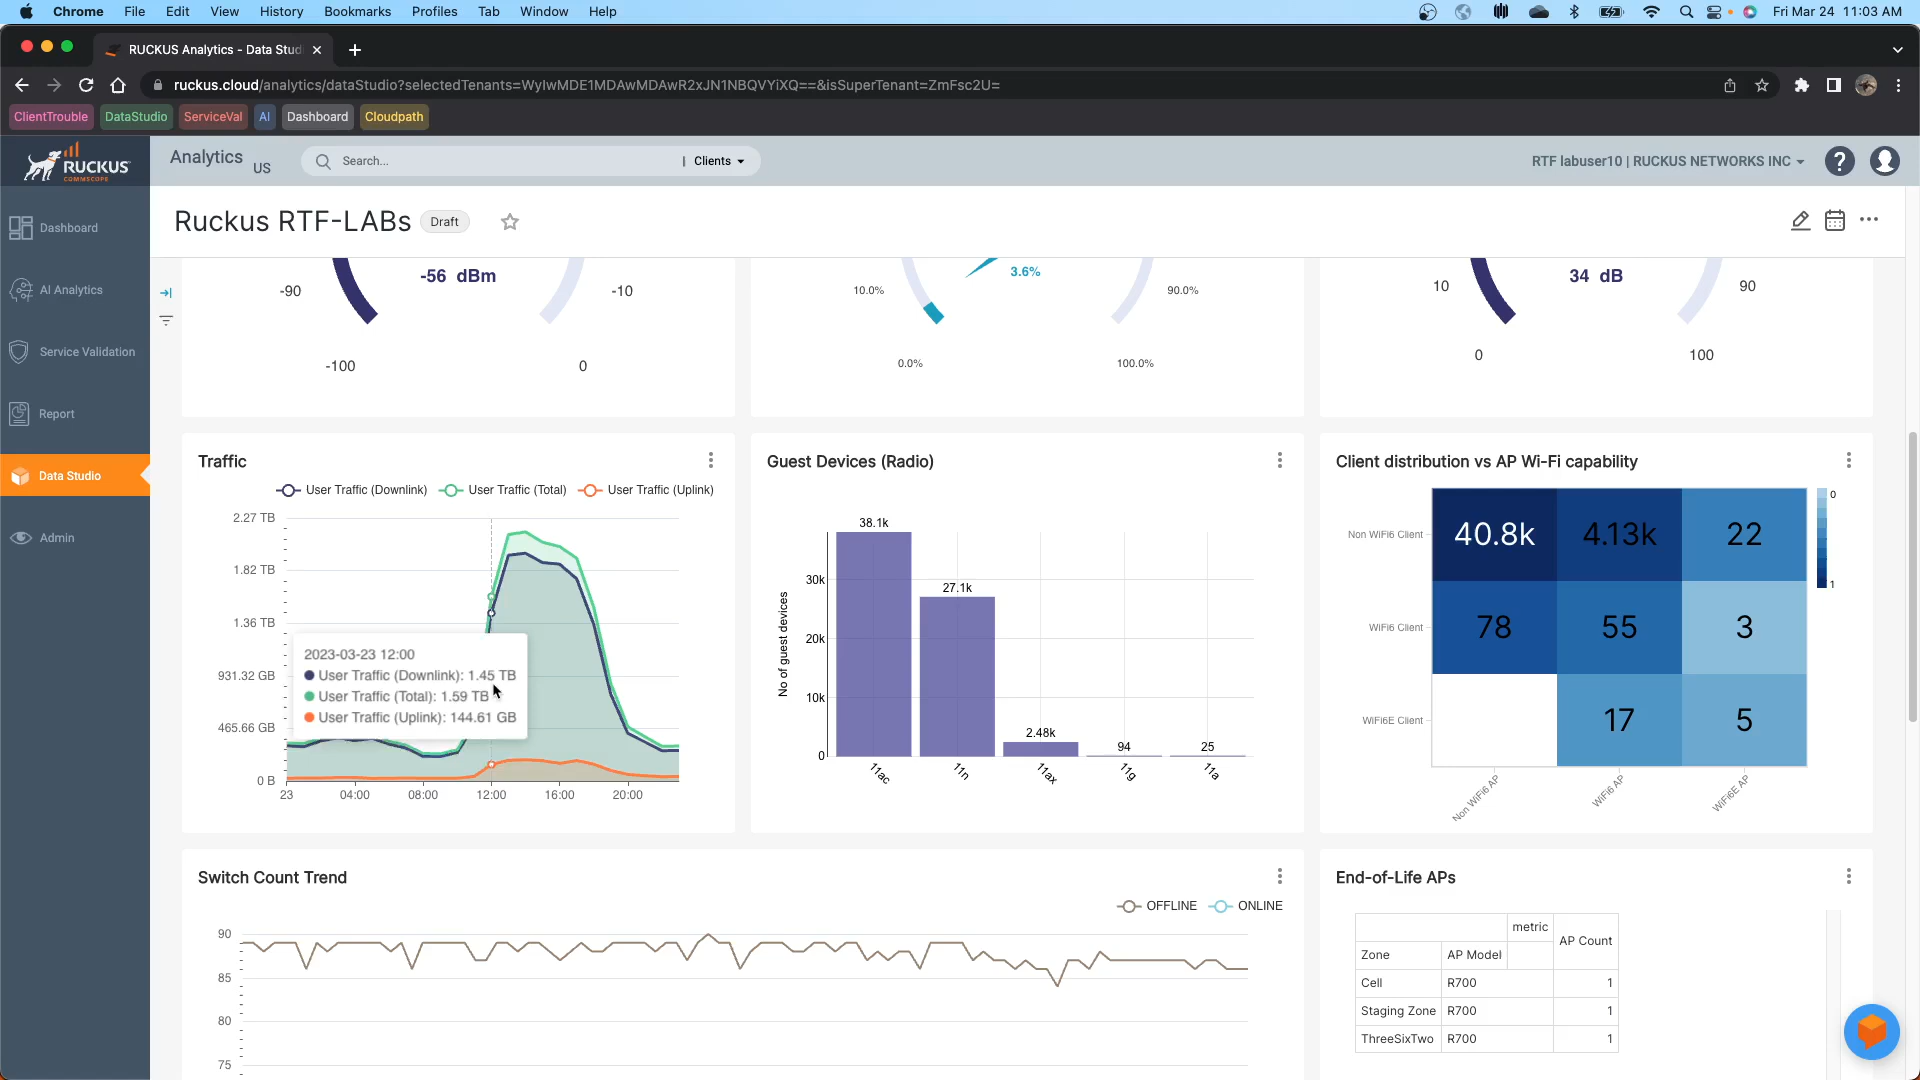 Chrome File Edit View History Bookmarks Profiles Tab Window Help Fri Mar 24 11:03 AM
RUCKUS Analytics - Data Stud
ruckus.cloud/analytics/dataStudio?selectedTenants=WyIwMDE1MDAwMDAwR2xJN1NBQVYiXQ==&isSuperTenant=ZmFsc2U=
ClientTrouble DataStudio ServiceVal AI Dashboard Cloudpath
RUCKUS
COMMSCOPE
Analytics US
Search... | Clients
RTF labuser10 | RUCKUS NETWORKS INC
?
Dashboard
AI Analytics
Service Validation
Report
Data Studio
Admin
Ruckus RTF-LABs Draft
-56 dBm
-90
-10
-100
0
3.6%
10.0%
90.0%
0.0%
100.0%
34 dB
10
90
0
100
Traffic
User Traffic (Downlink) User Traffic (Total) User Traffic (Uplink)
2.27 TB
1.82 TB
1.36 TB
931.32 GB
465.66 GB
0 B
23 04:00 08:00 12:00 16:00 20:00
2023-03-23 12:00
User Traffic (Downlink): 1.45 TB
User Traffic (Total): 1.59 TB
User Traffic (Uplink): 144.61 GB
Guest Devices (Radio)
No of guest devices
30k
20k
10k
0
38.1k
27.1k
2.48k
94
25
11ac 11n 11ax 11g 11a
Client distribution vs AP Wi-Fi capability
Non WiFi6 Client 40.8k 4.13k 22
WiFi6 Client 78 55 3
WiFi6E Client 17 5
Non WiFi6 AP WiFi6 AP WiFi6E AP
0
1
Switch Count Trend
OFFLINE ONLINE
90
85
80
75
End-of-Life APs
metric AP Count
Zone AP Model
Cell R700 1
Staging Zone R700 1
ThreeSixTwo R700 1